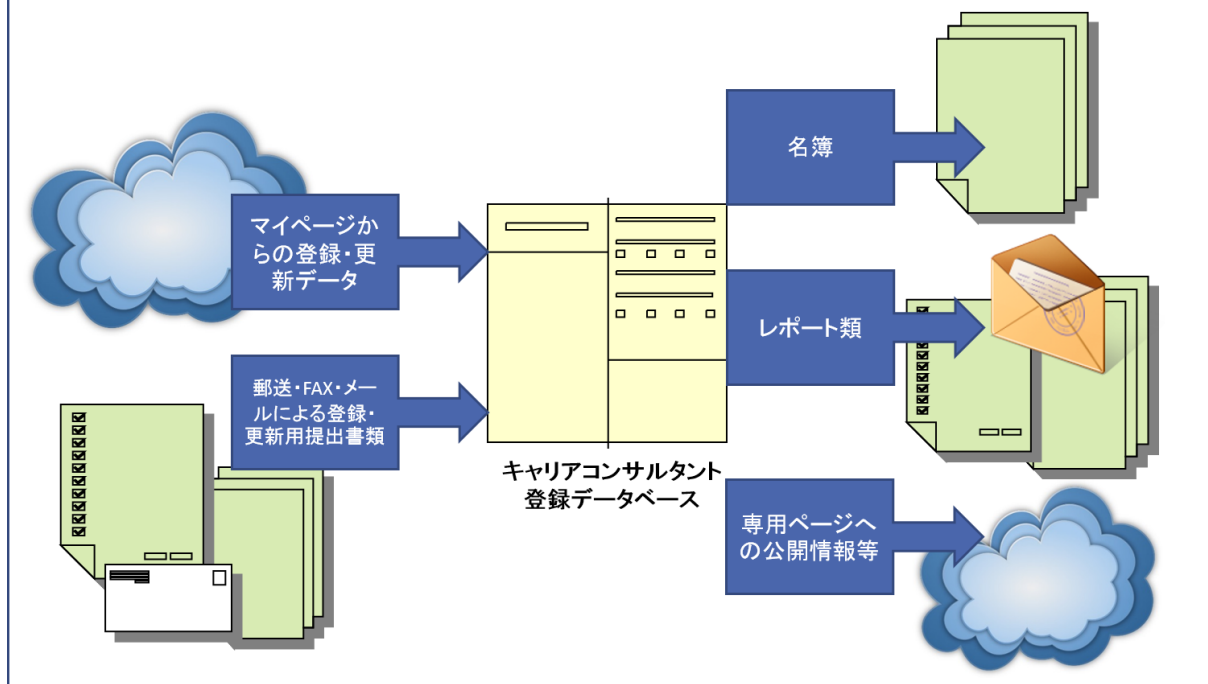 マイページか
らの登録・更
新データ
郵送・FAX・メー
ルによる登録・
更新用提出書類
キャリアコンサルタント
登録データベース
名簿
レポート類
専用ページへ
の公開情報等